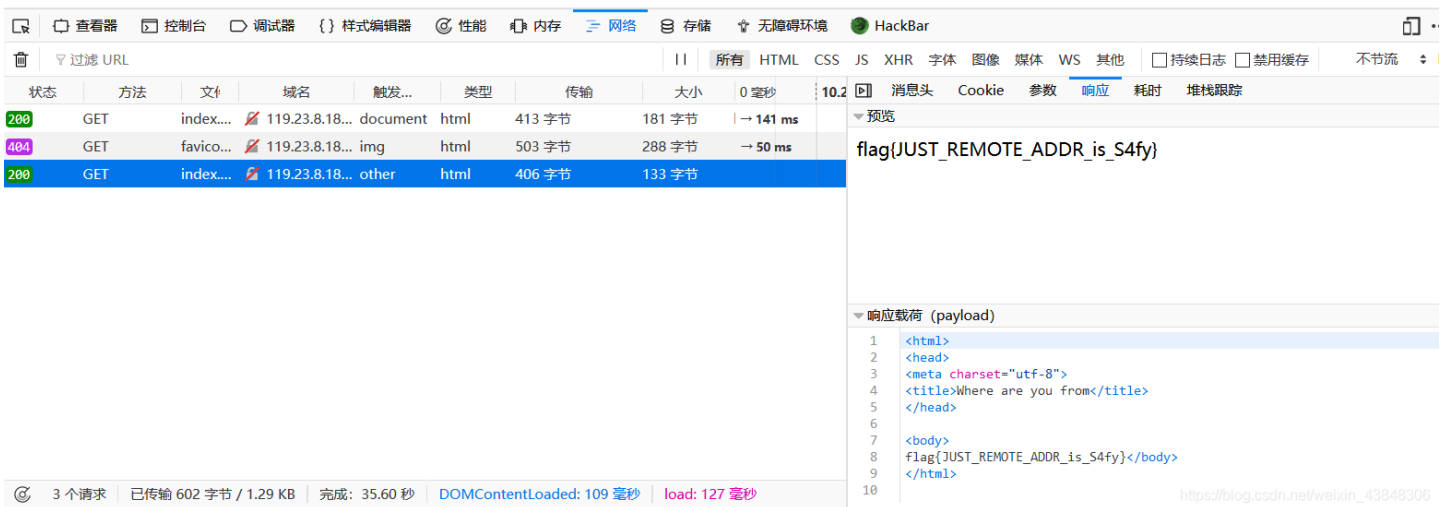 查看器 控制台 调试器 {} 样式编辑器 性能 内存 网络 存储 无障碍环境 HackBar
过滤 URL 所有 HTML CSS JS XHR 字体 图像 媒体 WS 其他 持续日志 禁用缓存 不节流
状态 方法 域名 触发... 类型 传输 大小 0 毫秒 10.2
200 GET index.... 119.23.8.18... document html 413 字节 181 字节 → 141 ms
404 GET favico... 119.23.8.18... img html 503 字节 288 字节 → 50 ms
200 GET index.... 119.23.8.18... other html 406 字节 133 字节
3 个请求 已传输 602 字节 / 1.29 KB 完成: 35.60 秒 DOMContentLoaded: 109 毫秒 load: 127 毫秒
消息头 Cookie 参数 响应 耗时 堆栈跟踪
预览
flag{JUST_REMOTE_ADDR_is_S4fy}
响应载荷 (payload)
1 <html>
2 <head>
3 <meta charset="utf-8">
4 <title>Where are you from</title>
5 </head>
6
7 <body>
8 flag{JUST_REMOTE_ADDR_is_S4fy}</body>
9 </html>
10
https://blog.csdn.net/weixin_43848306